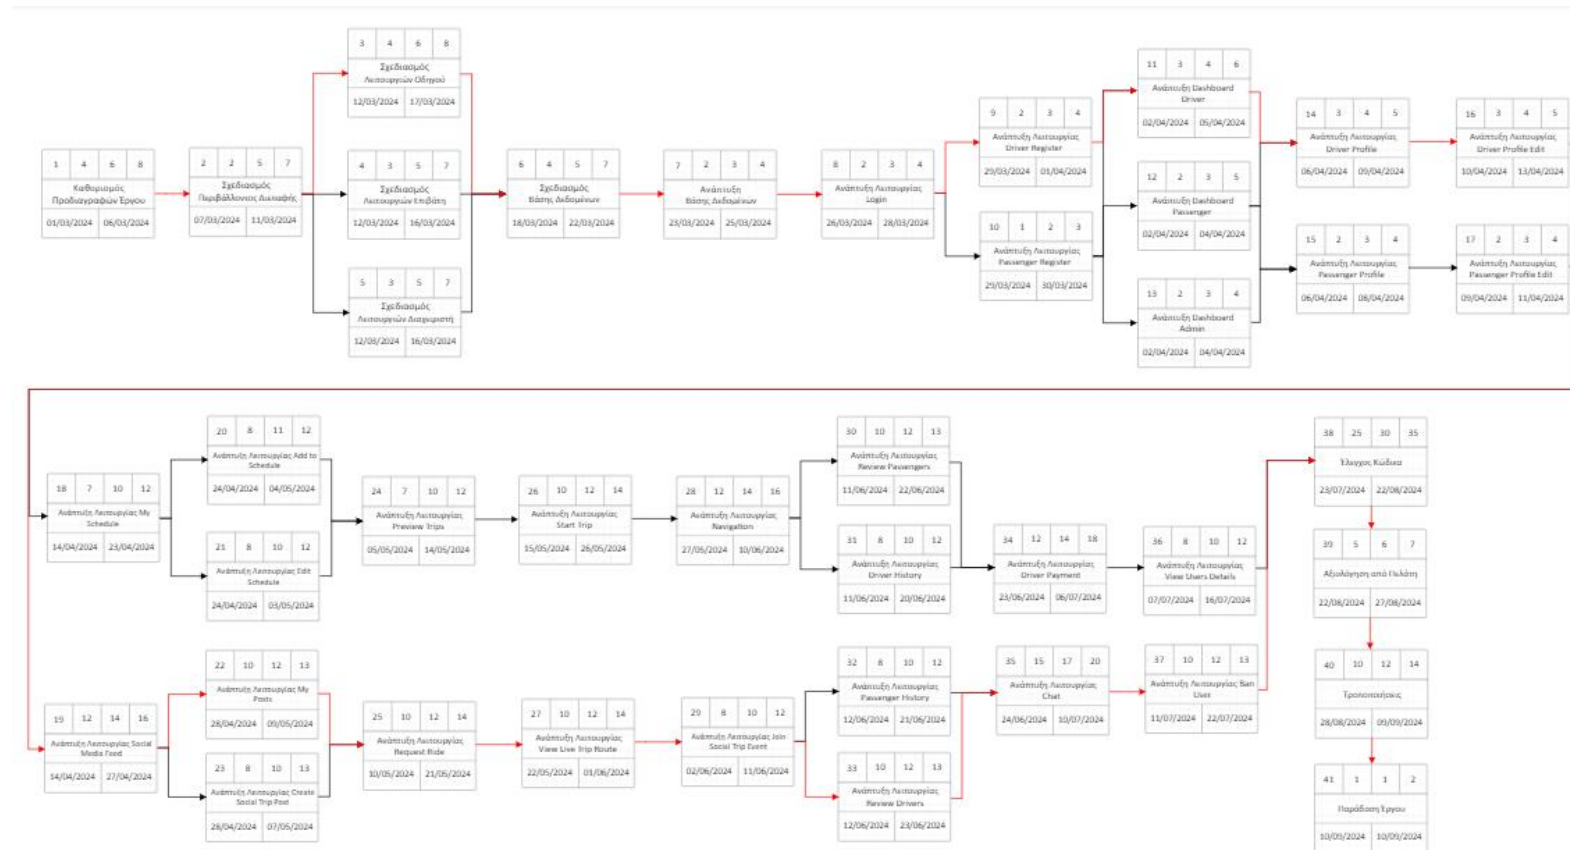 1 4 6 8
Καθορισμός
Προδιαγραφών Έργου
01/03/2024 06/03/2024
2 2 5 7
Σχεδιασμός
Περιβάλλοντος Διεπαφής
07/03/2024 11/03/2024
3 4 6 8
Σχεδιασμός
Λειτουργιών Οδηγού
12/03/2024 17/03/2024
4 3 5 7
Σχεδιασμός
Λειτουργιών Επιβάτη
12/03/2024 16/03/2024
5 3 5 7
Σχεδιασμός
Λειτουργιών Διαχειριστή
12/03/2024 16/03/2024
6 4 5 7
Σχεδιασμός
Βάσης Δεδομένων
18/03/2024 22/03/2024
7 2 3 4
Ανάπτυξη
Βάσης Δεδομένων
23/03/2024 25/03/2024
8 2 3 4
Ανάπτυξη Λειτουργίας
Login
26/03/2024 28/03/2024
9 2 3 4
Ανάπτυξη Λειτουργίας
Driver Register
29/03/2024 01/04/2024
10 1 2 3
Ανάπτυξη Λειτουργίας
Passenger Register
29/03/2024 30/03/2024
11 3 4 6
Ανάπτυξη Dashboard
Driver
02/04/2024 05/04/2024
12 2 3 5
Ανάπτυξη Dashboard
Passenger
02/04/2024 04/04/2024
13 2 3 4
Ανάπτυξη Dashboard
Admin
02/04/2024 04/04/2024
14 3 4 5
Ανάπτυξη Λειτουργίας
Driver Profile
06/04/2024 09/04/2024
15 2 3 4
Ανάπτυξη Λειτουργίας
Passenger Profile
06/04/2024 08/04/2024
16 3 4 5
Ανάπτυξη Λειτουργίας
Driver Profile Edit
10/04/2024 13/04/2024
17 2 3 4
Ανάπτυξη Λειτουργίας
Passenger Profile Edit
09/04/2024 11/04/2024
18 7 10 12
Ανάπτυξη Λειτουργίας My
Schedule
14/04/2024 23/04/2024
19 12 14 16
Ανάπτυξη Λειτουργίας Social
Media Feed
14/04/2024 27/04/2024
20 8 11 12
Ανάπτυξη Λειτουργίας Add to
Schedule
24/04/2024 04/05/2024
21 8 10 12
Ανάπτυξη Λειτουργίας Edit
Schedule
24/04/2024 03/05/2024
22 10 12 13
Ανάπτυξη Λειτουργίας My
Posts
28/04/2024 09/05/2024
23 8 10 13
Ανάπτυξη Λειτουργίας Create
Social Trip Post
28/04/2024 07/05/2024
24 7 10 12
Ανάπτυξη Λειτουργίας
Preview Trips
05/05/2024 14/05/2024
25 10 12 14
Ανάπτυξη Λειτουργίας
Request Ride
10/05/2024 21/05/2024
26 10 12 14
Ανάπτυξη Λειτουργίας
Start Trip
15/05/2024 26/05/2024
27 10 12 14
Ανάπτυξη Λειτουργίας
View Live Trip Route
22/05/2024 01/06/2024
28 12 14 16
Ανάπτυξη Λειτουργίας
Navigation
27/05/2024 10/06/2024
29 8 10 12
Ανάπτυξη Λειτουργίας Join
Social Trip Event
02/06/2024 11/06/2024
30 10 12 13
Ανάπτυξη Λειτουργίας
Review Passengers
11/06/2024 22/06/2024
31 8 10 12
Ανάπτυξη Λειτουργίας
Driver History
11/06/2024 20/06/2024
32 8 10 12
Ανάπτυξη Λειτουργίας
Passenger History
12/06/2024 21/06/2024
33 10 12 13
Ανάπτυξη Λειτουργίας
Review Drivers
12/06/2024 23/06/2024
34 12 14 18
Ανάπτυξη Λειτουργίας
Driver Payment
23/06/2024 06/07/2024
35 15 17 20
Ανάπτυξη Λειτουργίας
Chat
24/06/2024 10/07/2024
36 8 10 12
Ανάπτυξη Λειτουργίας
View Users Details
07/07/2024 16/07/2024
37 10 12 13
Ανάπτυξη Λειτουργίας Ban
User
11/07/2024 22/07/2024
38 25 30 35
Έλεγχος Κώδικα
23/07/2024 22/08/2024
39 5 6 7
Αξιολόγηση από Πελάτη
22/08/2024 27/08/2024
40 10 12 14
Τροποποιήσεις
28/08/2024 09/09/2024
41 1 1 2
Παράδοση Έργου
10/09/2024 10/09/2024